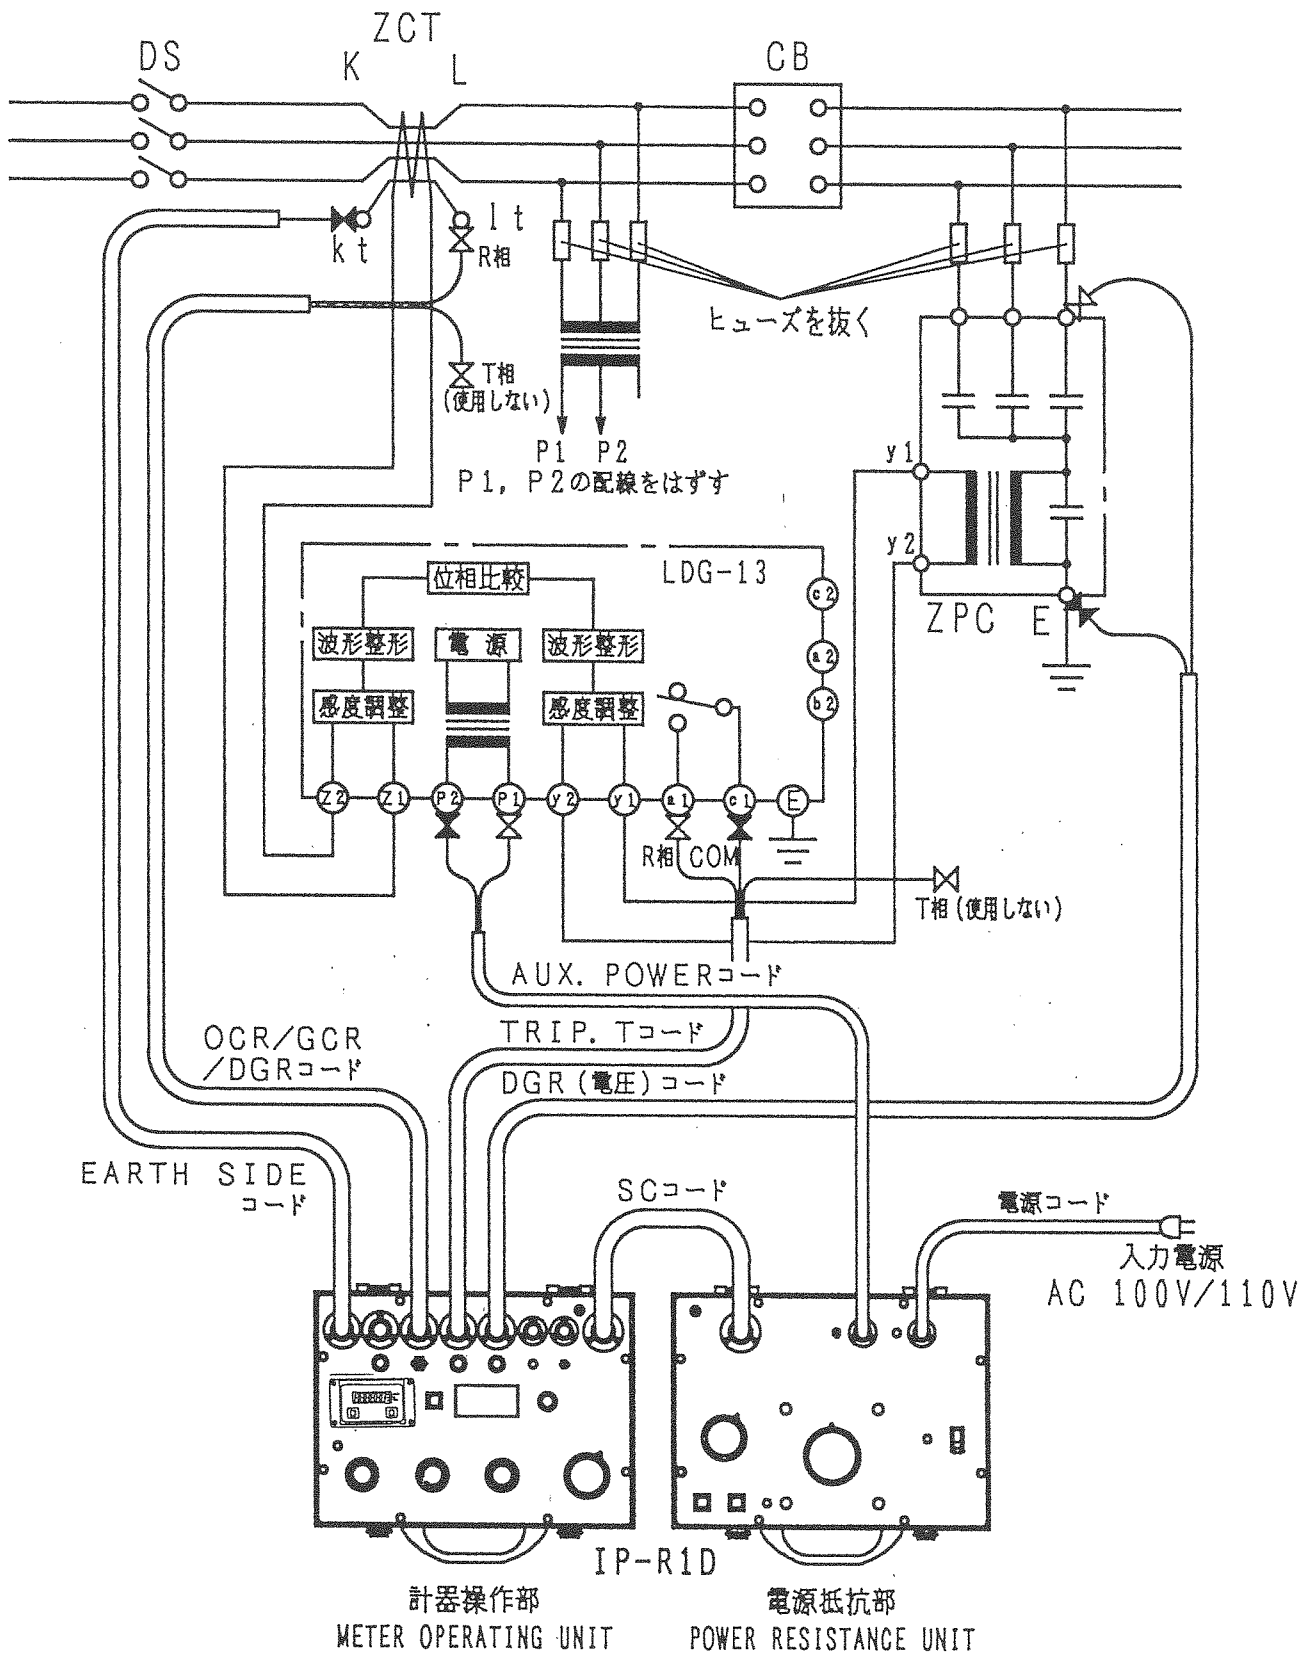 ZCT
DS
K
L
CB
kt
lt
R相
ヒューズを抜く
T相
(使用しない)
P1 P2
P1, P2の配線をはずす
y1
y2
ZPC
E
LDG-13
位相比較
波形整形
電源
波形整形
感度調整
感度調整
c2
a2
b2
Z2
Z1
P2
P1
y2
y1
a1
c1
E
R相
COM
T相(使用しない)
AUX. POWERコード
TRIP. Tコード
DGR(電圧)コード
OCR/GCR
/DGRコード
EARTH SIDE
コード
SCコード
電源コード
入力電源
AC 100V/110V
IP-R1D
計器操作部
METER OPERATING UNIT
電源抵抗部
POWER RESISTANCE UNIT